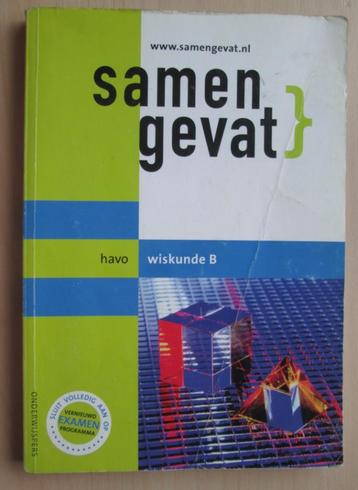 www.samengevat.nl
samen
gevat}
havo wiskunde B
SLUIT VOLLEDIG AAN OP
VERNIEUWD
EXAMEN
PROGRAMMA
ONDERWIJSPERS